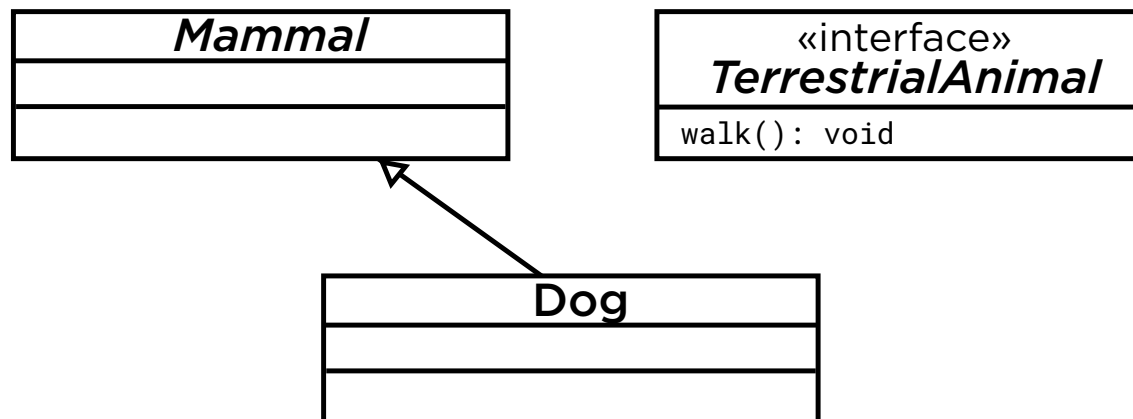 Mammal
«interface»
TerrestrialAnimal
walk(): void
Dog